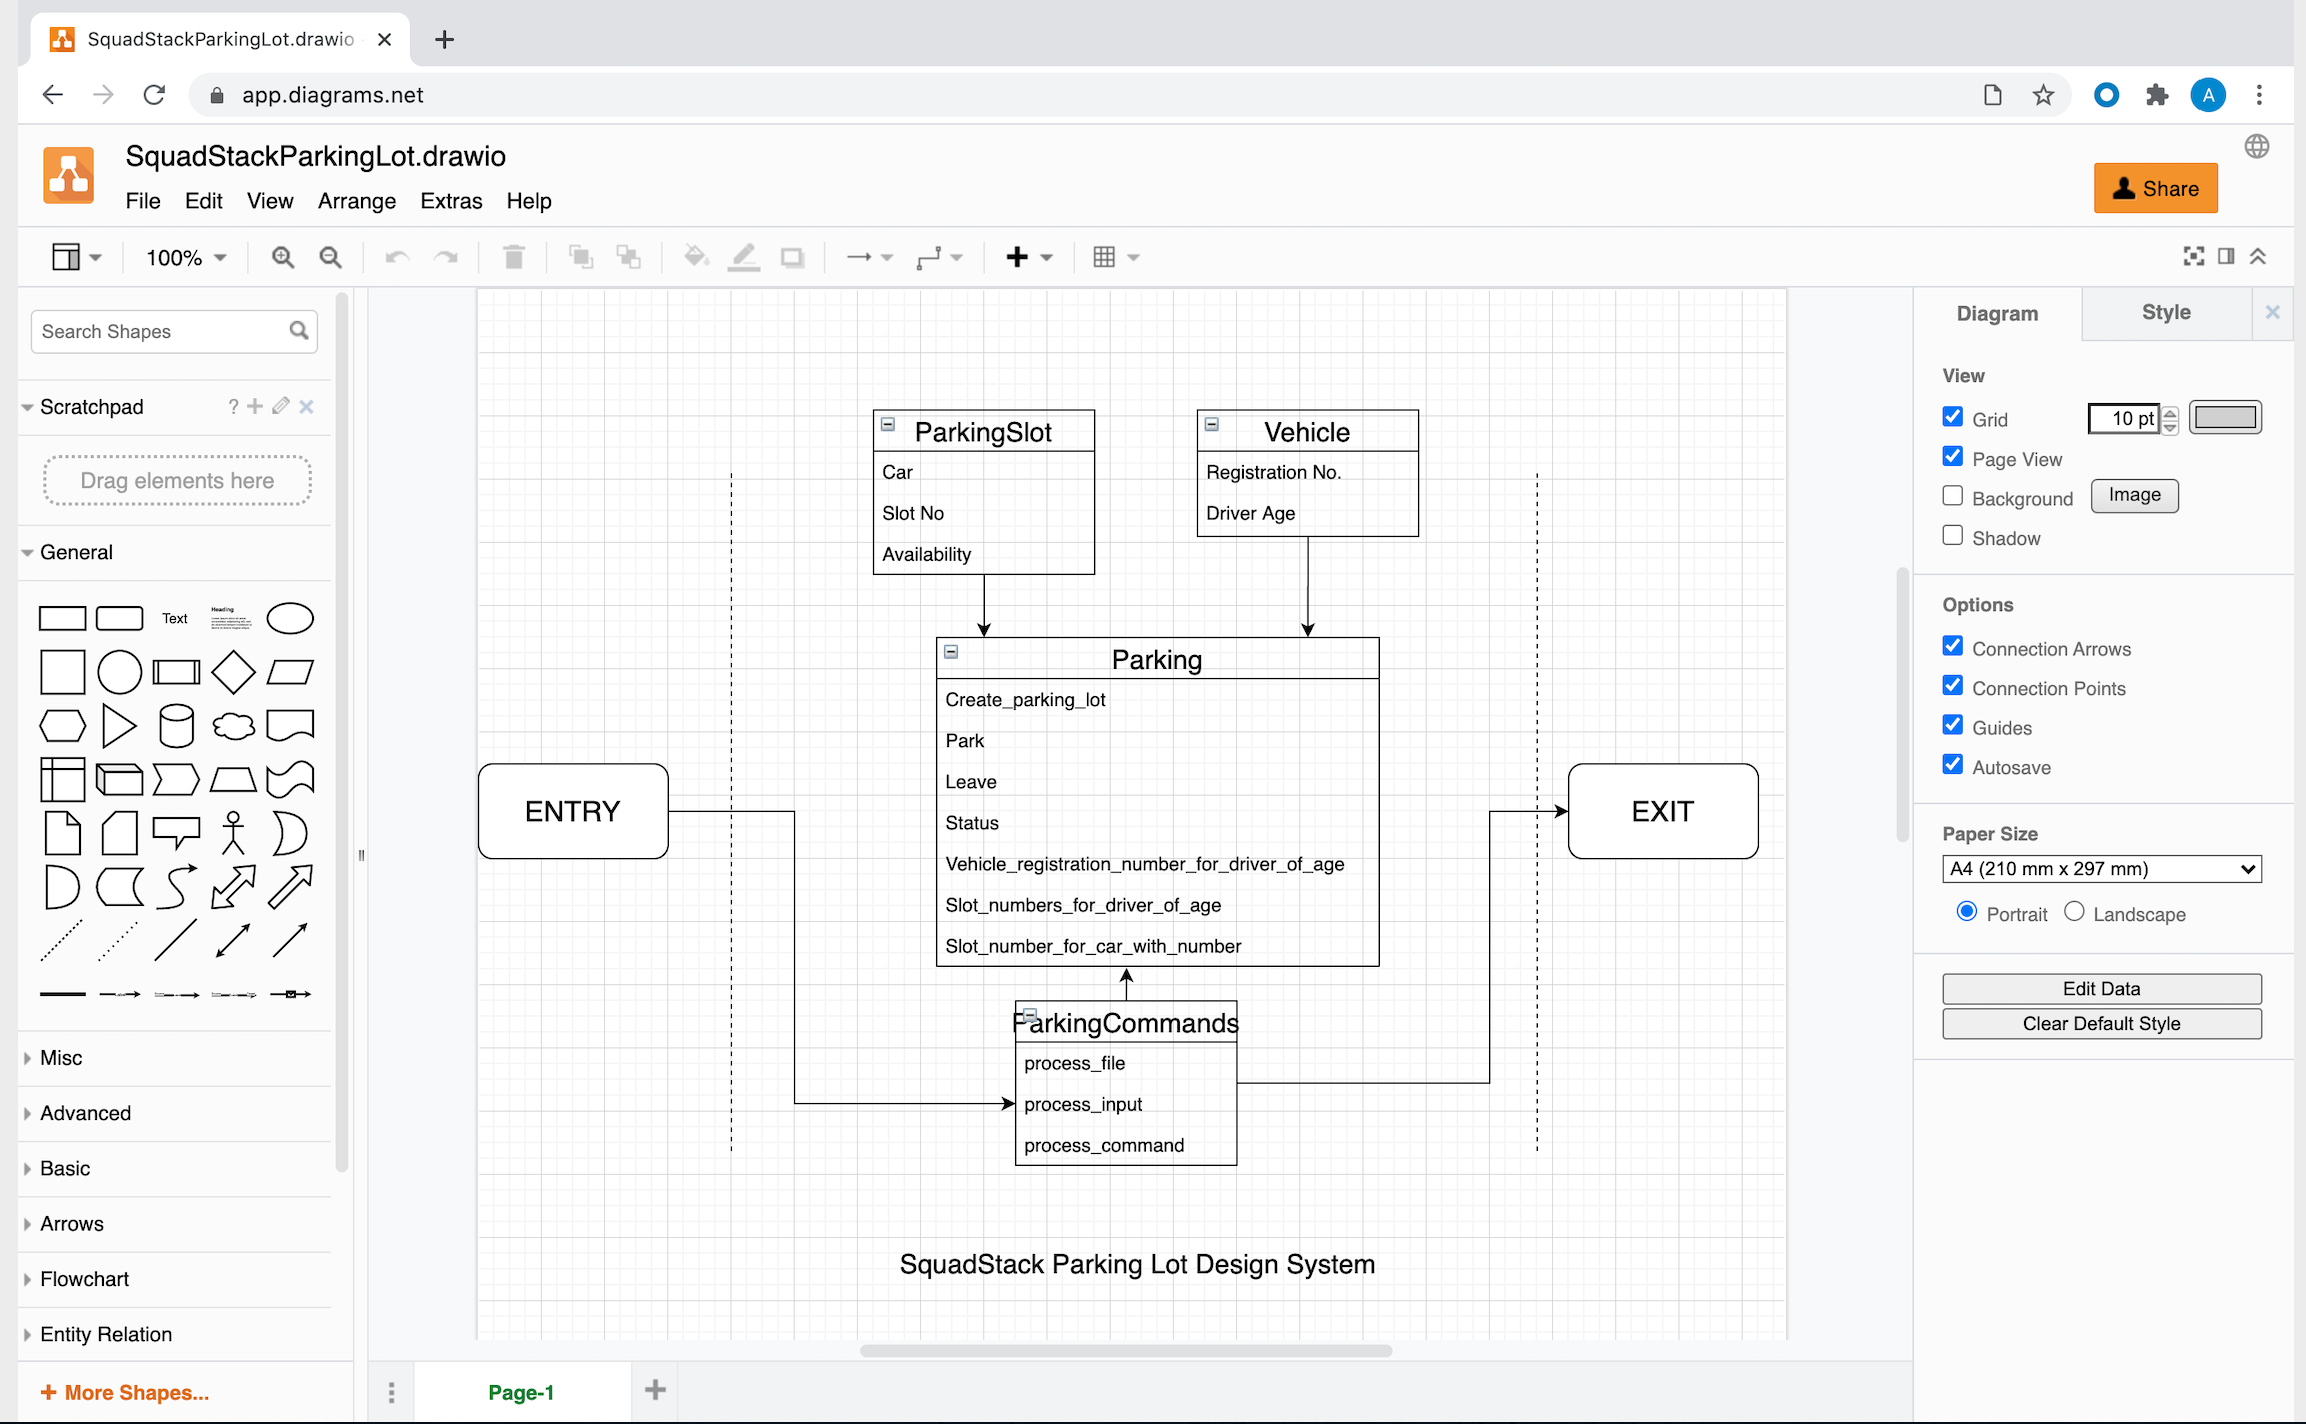 SquadStackParkingLot.drawio
app.diagrams.net
A
SquadStackParkingLot.drawio
File Edit View Arrange Extras Help
Share
100%
Search Shapes
Scratchpad
?
Drag elements here
General
Text
Heading
Misc
Advanced
Basic
Arrows
Flowchart
Entity Relation
+ More Shapes...
ParkingSlot
Car
Slot No
Availability
Vehicle
Registration No.
Driver Age
Parking
Create_parking_lot
Park
Leave
Status
Vehicle_registration_number_for_driver_of_age
Slot_numbers_for_driver_of_age
Slot_number_for_car_with_number
ENTRY
EXIT
ParkingCommands
process_file
process_input
process_command
SquadStack Parking Lot Design System
Page-1
Diagram Style
View
Grid 10 pt
Page View
Background Image
Shadow
Options
Connection Arrows
Connection Points
Guides
Autosave
Paper Size
A4 (210 mm x 297 mm)
Portrait Landscape
Edit Data
Clear Default Style